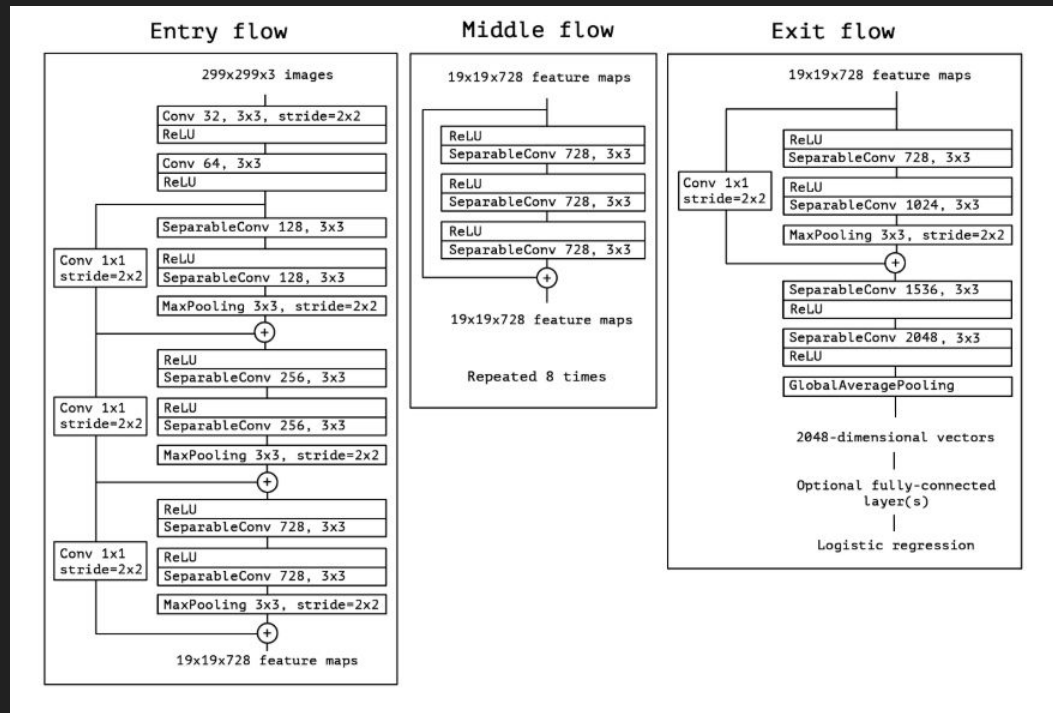 Entry flow
299x299x3 images
Conv 32, 3x3, stride=2x2
ReLU
Conv 64, 3x3
ReLU
SeparableConv 128, 3x3
Conv 1x1
stride=2x2
ReLU
SeparableConv 128, 3x3
MaxPooling 3x3, stride=2x2
+
ReLU
SeparableConv 256, 3x3
Conv 1x1
stride=2x2
ReLU
SeparableConv 256, 3x3
MaxPooling 3x3, stride=2x2
+
ReLU
SeparableConv 728, 3x3
Conv 1x1
stride=2x2
ReLU
SeparableConv 728, 3x3
MaxPooling 3x3, stride=2x2
+
19x19x728 feature maps
Middle flow
19x19x728 feature maps
ReLU
SeparableConv 728, 3x3
ReLU
SeparableConv 728, 3x3
ReLU
SeparableConv 728, 3x3
+
19x19x728 feature maps
Repeated 8 times
Exit flow
19x19x728 feature maps
ReLU
SeparableConv 728, 3x3
Conv 1x1
stride=2x2
ReLU
SeparableConv 1024, 3x3
MaxPooling 3x3, stride=2x2
+
SeparableConv 1536, 3x3
ReLU
SeparableConv 2048, 3x3
ReLU
GlobalAveragePooling
2048-dimensional vectors
Optional fully-connected
layer(s)
Logistic regression